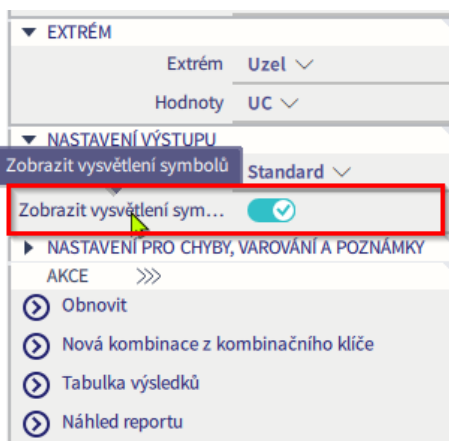 EXTRÉM
Extrém Uzel
Hodnoty UC
NASTAVENÍ VÝSTUPU
Zobrazit vysvětlení symbolů
Standard
Zobrazit vysvětlení sym...
NASTAVENÍ PRO CHYBY, VAROVÁNÍ A POZNÁMKY
AKCE >>>
Obnovit
Nová kombinace z kombinačního klíče
Tabulka výsledků
Náhled reportu